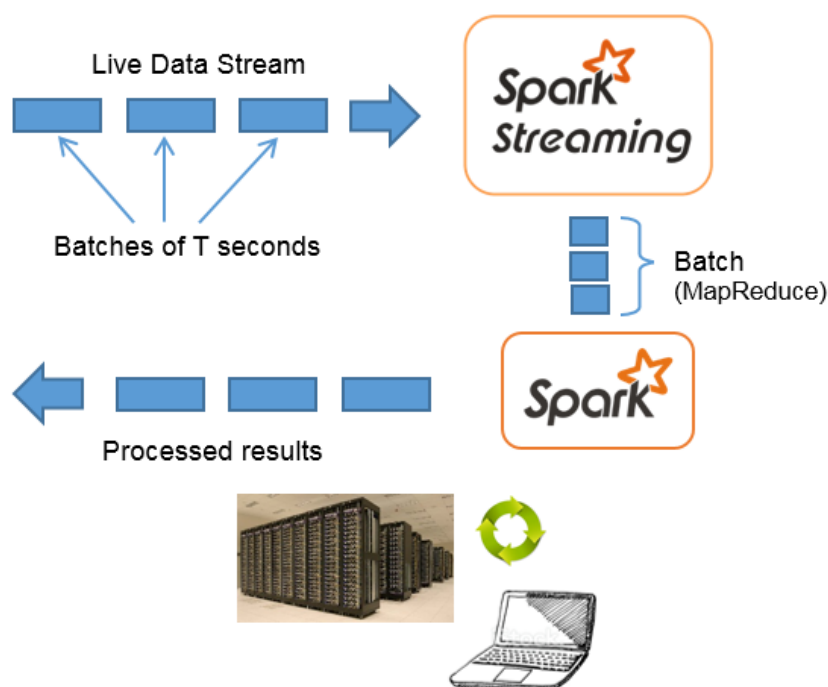 Live Data Stream
Spark
Streaming
Batches of T seconds
Batch
(MapReduce)
Spark
Processed results